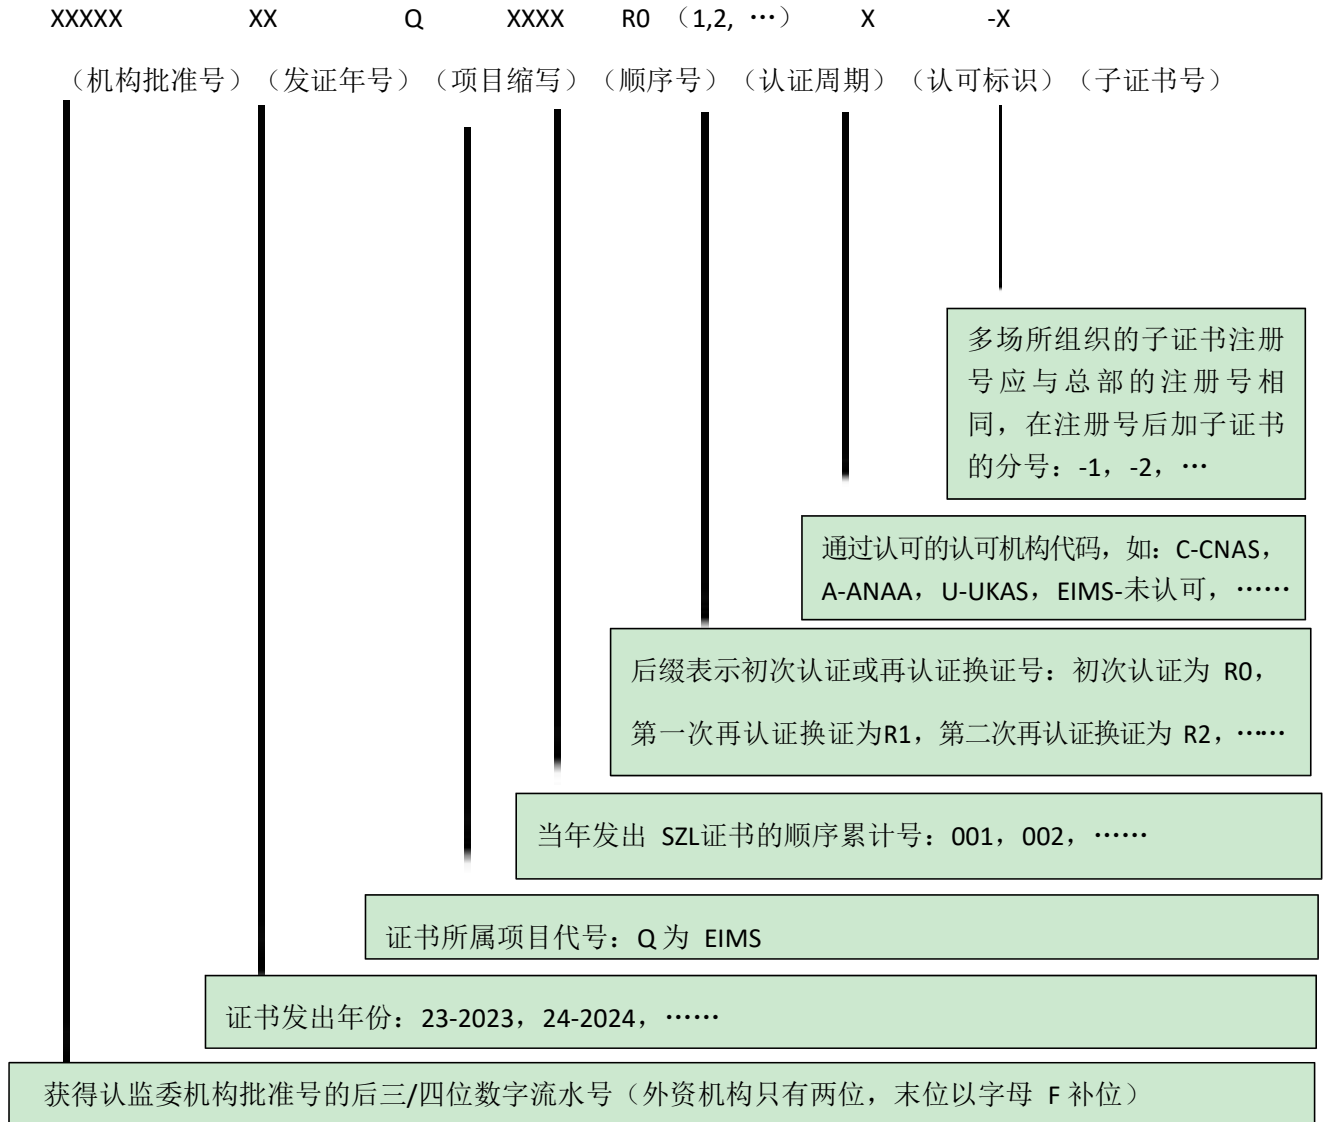 XXXXX XX Q XXXX R0 （1,2, …） X -X
（机构批准号）（发证年号）（项目缩写）（顺序号）（认证周期）（认可标识）（子证书号）
多场所组织的子证书注册
号应与总部的注册号相
同，在注册号后加子证书
的分号：-1，-2，…
通过认可的认可机构代码，如：C-CNAS，
A-ANAA，U-UKAS，EIMS-未认可，……
后缀表示初次认证或再认证换证号：初次认证为 R0，
第一次再认证换证为R1，第二次再认证换证为 R2，……
当年发出 SZL证书的顺序累计号：001，002，……
证书所属项目代号：Q 为 EIMS
证书发出年份：23-2023，24-2024，……
获得认监委机构批准号的后三/四位数字流水号（外资机构只有两位，末位以字母 F 补位）